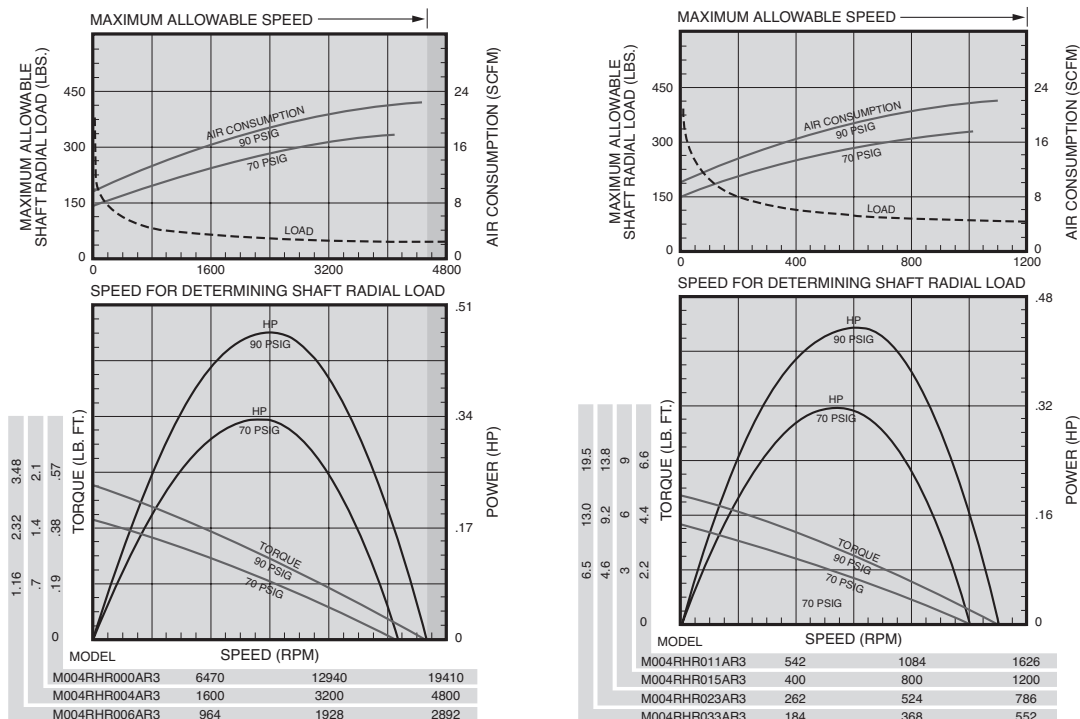 MAXIMUM ALLOWABLE SPEED
MAXIMUM ALLOWABLE
SHAFT RADIAL LOAD (LBS.)
450
300
150
0
AIR CONSUMPTION
90 PSIG
70 PSIG
LOAD
24
16
8
0
AIR CONSUMPTION (SCFM)
0 1600 3200 4800
SPEED FOR DETERMINING SHAFT RADIAL LOAD
HP
90 PSIG
HP
70 PSIG
TORQUE
90 PSIG
70 PSIG
.51
.34
.17
0
POWER (HP)
TORQUE (LB. FT.)
3.48 2.1 .57
2.32 1.4 .38
1.16 .7 .19
0
MODEL SPEED (RPM)
M004RHR000AR3 6470 12940 19410
M004RHR004AR3 1600 3200 4800
M004RHR006AR3 964 1928 2892
MAXIMUM ALLOWABLE SPEED
MAXIMUM ALLOWABLE
SHAFT RADIAL LOAD (LBS.)
450
300
150
0
AIR CONSUMPTION
90 PSIG
70 PSIG
LOAD
24
16
8
0
AIR CONSUMPTION (SCFM)
0 400 800 1200
SPEED FOR DETERMINING SHAFT RADIAL LOAD
HP
90 PSIG
HP
70 PSIG
TORQUE
90 PSIG
70 PSIG
70 PSIG
.48
.32
.16
0
POWER (HP)
TORQUE (LB. FT.)
19.5 13.8 9 6.6
13.0 9.2 6 4.4
6.5 4.6 3 2.2
0
MODEL SPEED (RPM)
M004RHR011AR3 542 1084 1626
M004RHR015AR3 400 800 1200
M004RHR023AR3 262 524 786
M004RHR033AR3 184 368 552